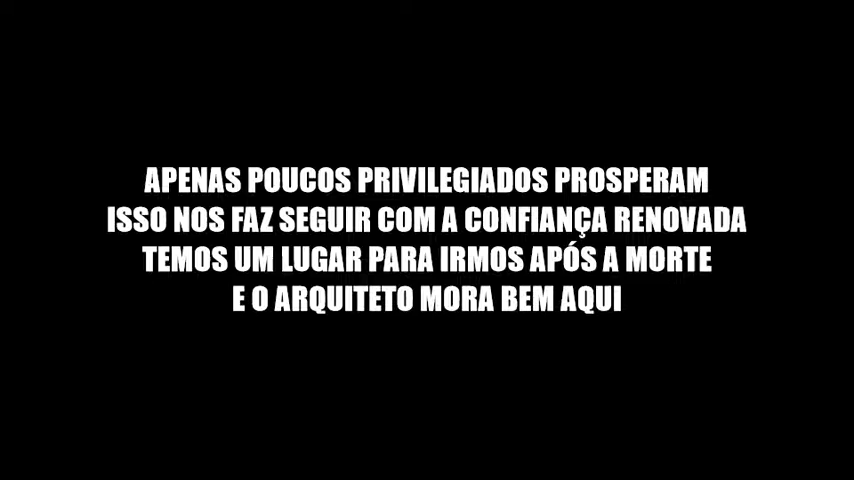 APENAS POUCOS PRIVILEGIADOS PROSPERAM
ISSO NOS FAZ SEGUIR COM A CONFIANÇA RENOVADA
TEMOS UM LUGAR PARA IRMOS APÓS A MORTE
E O ARQUITETO MORA BEM AQUI